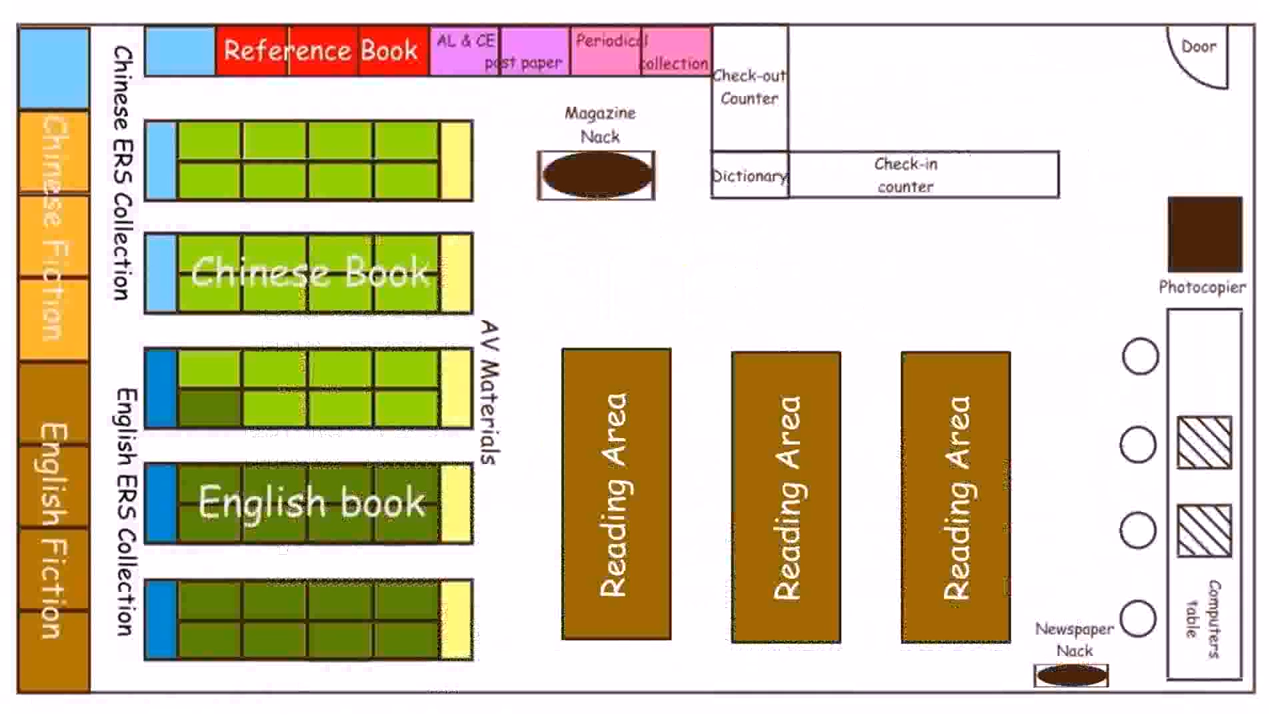 Reference Book
AL & CE
past paper
Periodical
collection
Check-out
Counter
Door
Magazine
Nack
Dictionary
Check-in
counter
Chinese ERS Collection
Chinese Fiction
Chinese Book
Photocopier
AV Materials
English ERS Collection
English Fiction
English book
Reading Area
Reading Area
Reading Area
Computers
table
Newspaper
Nack